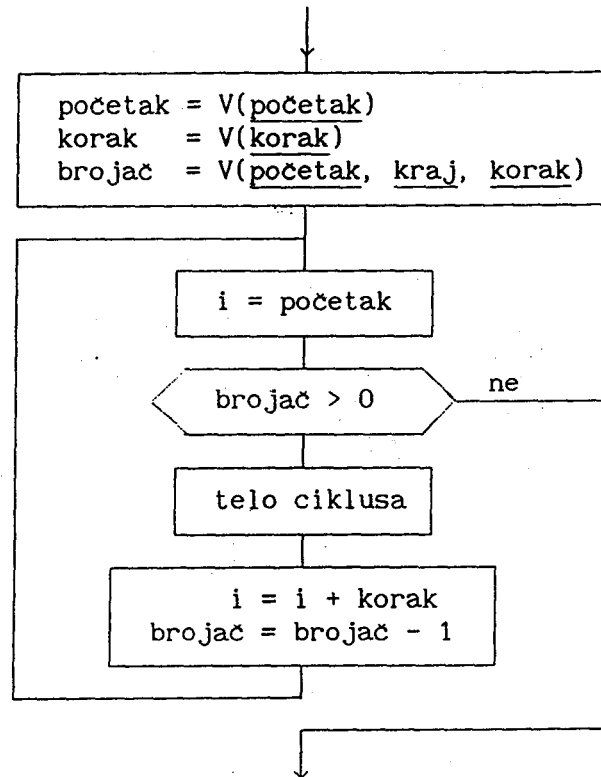 početak = V(početak)
korak = V(korak)
brojač = V(početak, kraj, korak)
i = početak
brojač > 0
ne
telo ciklusa
i = i + korak
brojač = brojač - 1